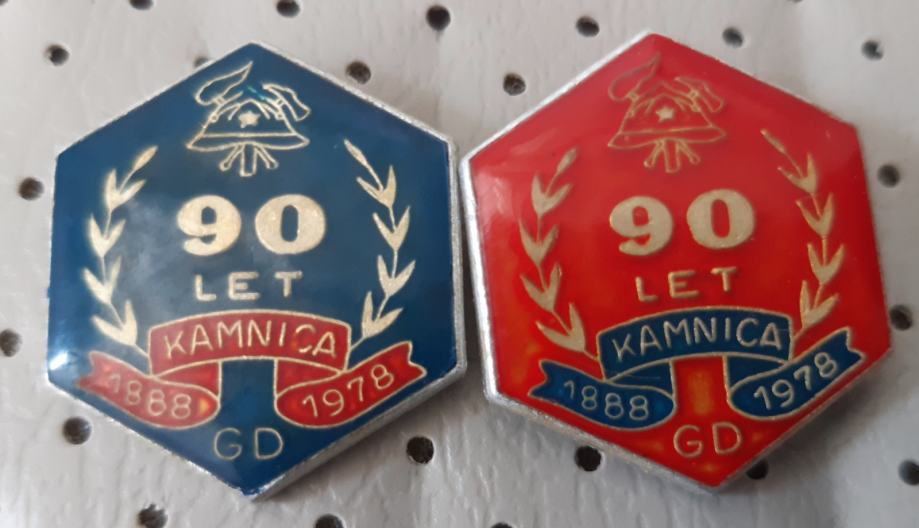 90
LET
KAMNICA
1888 1978
GD
90
LET
KAMNICA
1888 1978
GD